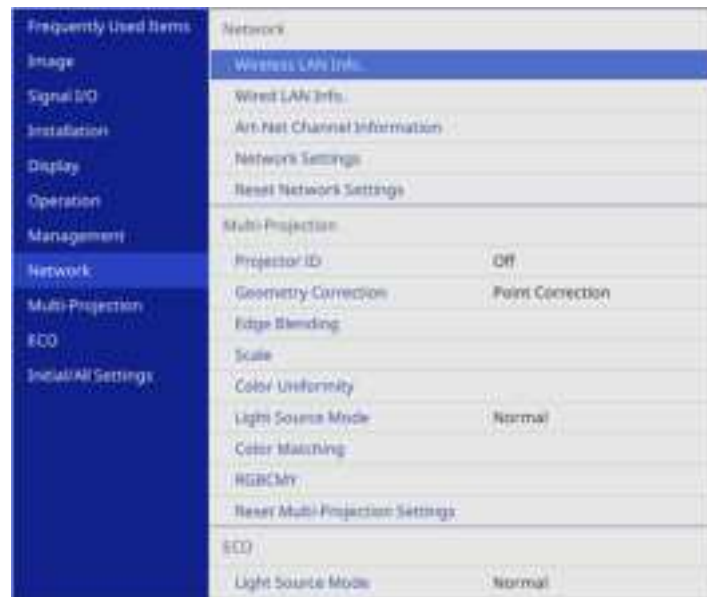 Frequently Used Items
Image
Signal I/O
Installation
Display
Operation
Management
Network
Multi-Projection
ECO
Initial/All Settings
Network
Wireless LAN Info.
Wired LAN Info.
Art-Net Channel Information
Network Settings
Reset Network Settings
Multi-Projection
Projector ID Off
Geometry Correction Point Correction
Edge Blending
Scale
Color Uniformity
Light Source Mode Normal
Color Matching
RGBCMY
Reset Multi-Projection Settings
ECO
Light Source Mode Normal